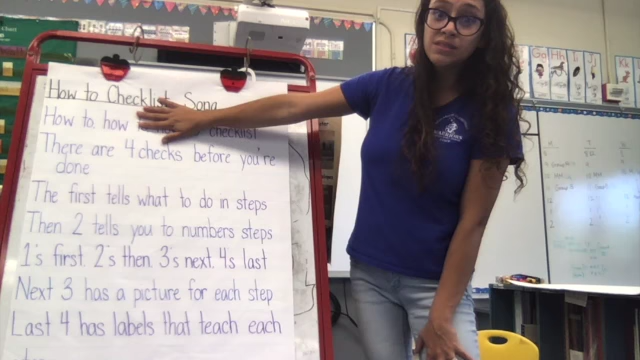 How to Checklist Song
How to, how checklist
There are 4 checks before you're
done
The first tells what to do in steps
Then 2 tells you to numbers steps
1's first. 2's then. 3's next. 4s last
Next 3 has a picture for each step
Last 4 has labels that teach each